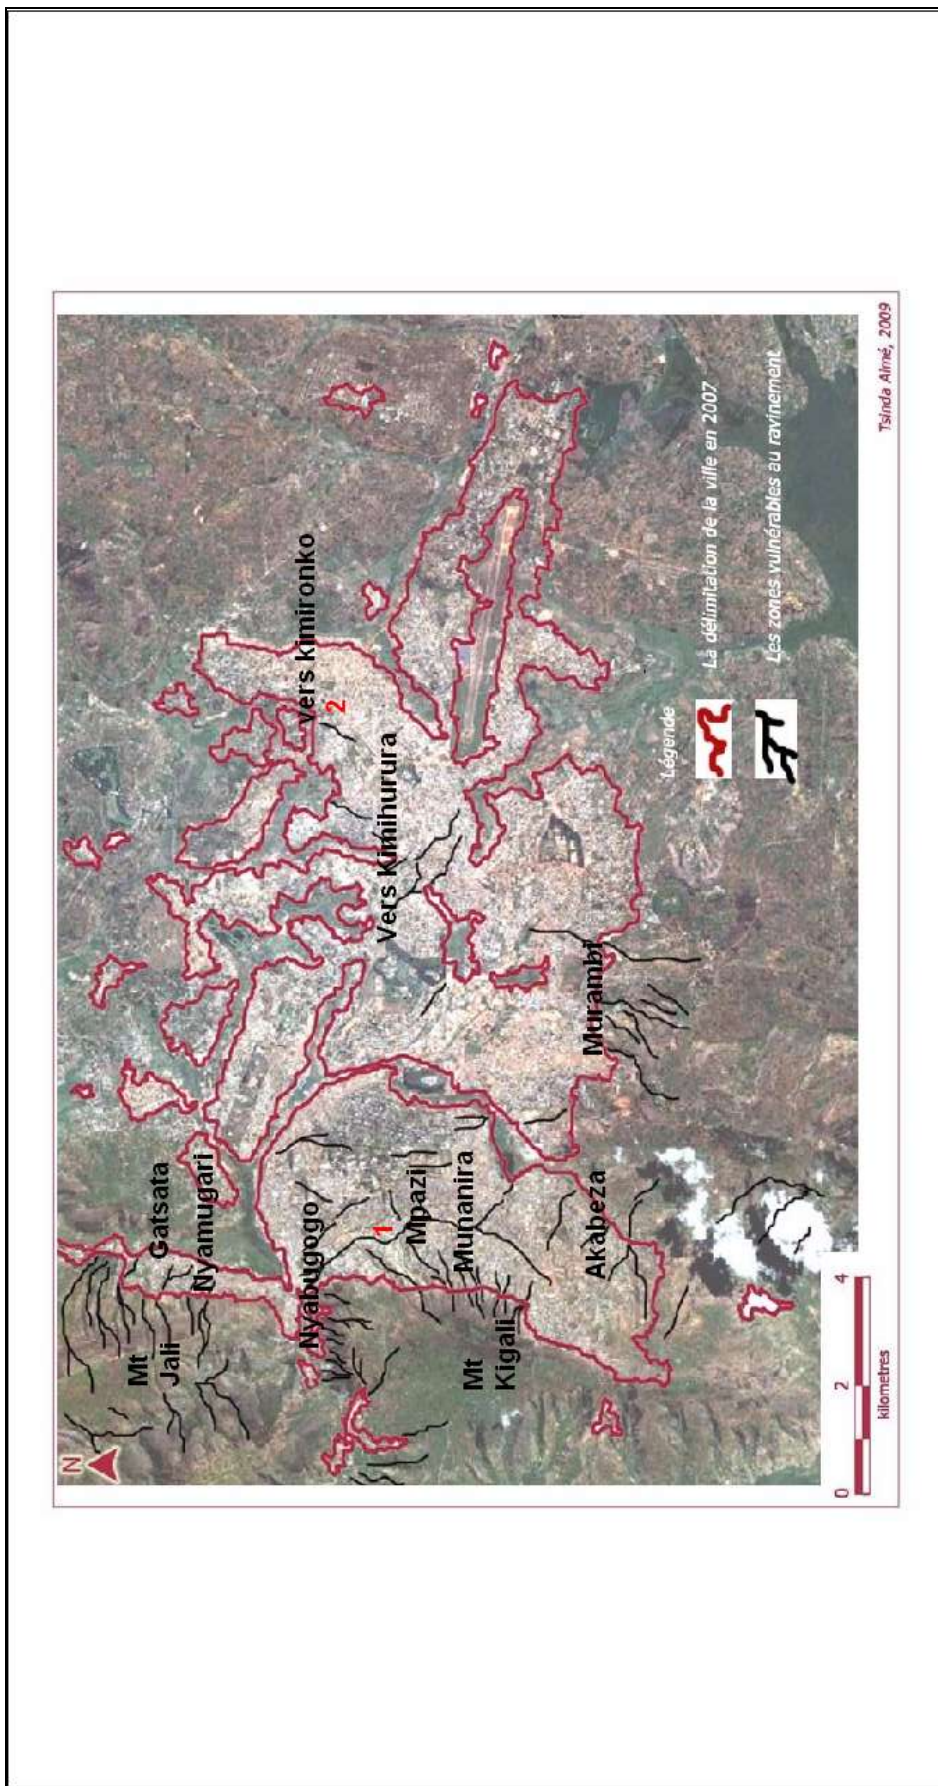 N
Mt
Jali
Gatsata
Nyamugari
Nyabugogo
1
Mpazi
Munanira
Mt
Kigali
Akabeza
vers kimironko
2
Vers Kimihurura
Murambi
Légende
La délimitation de la ville en 2007
Les zones vulnérables au ravinement
0 2 4
kilometres
Tsinda Aimé, 2009